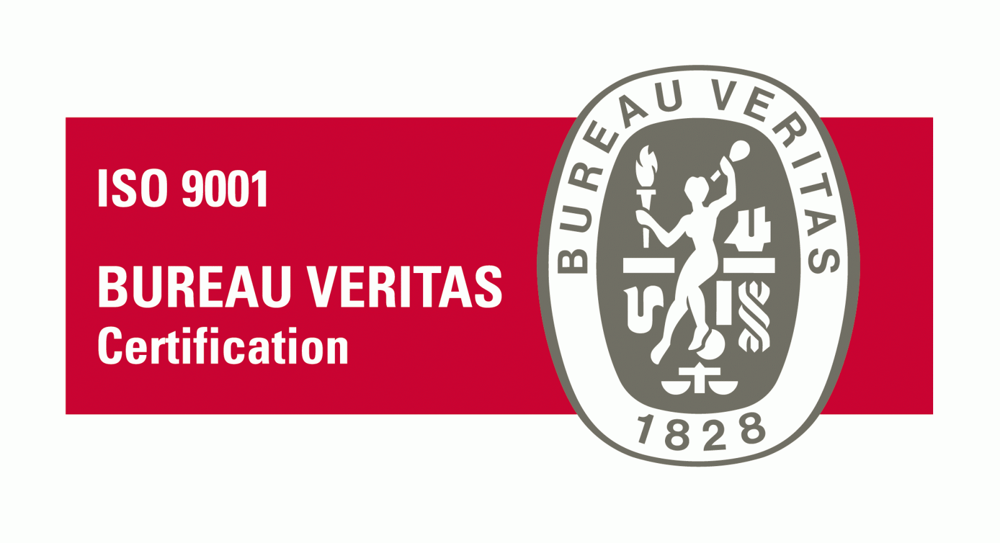 ISO 9001
BUREAU VERITAS
Certification
BUREAU VERITAS
1828